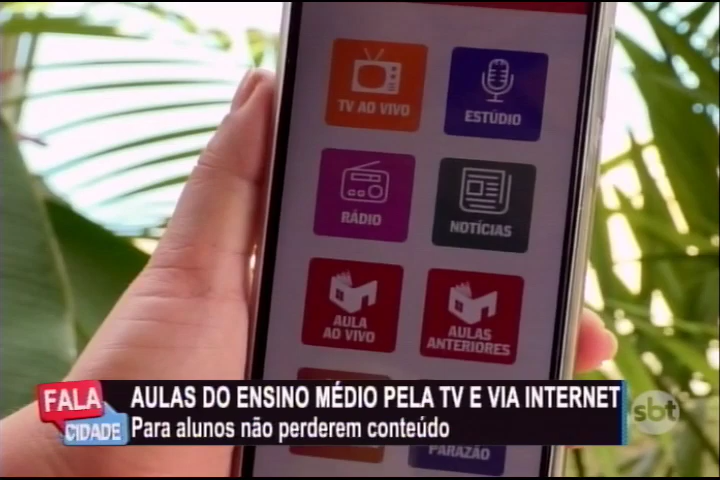 TV AO VIVO
ESTÚDIO
RÁDIO
NOTÍCIAS
AULA
AO VIVO
AULAS
ANTERIORES
PARAZÃO
FALA
CIDADE
AULAS DO ENSINO MÉDIO PELA TV E VIA INTERNET
Para alunos não perderem conteúdo
sbt